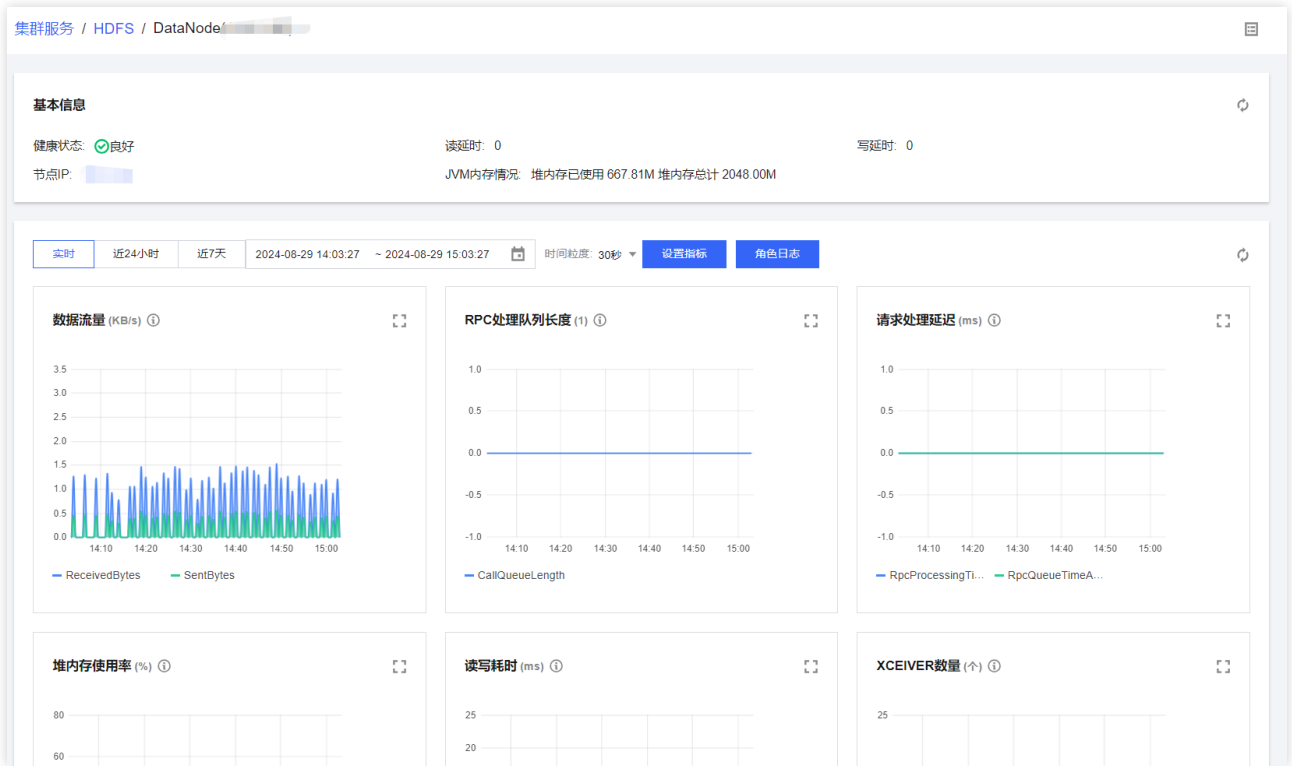 集群服务 / HDFS / DataNode
基本信息
健康状态: 良好 读延时: 0 写延时: 0
节点IP: JVM内存情况: 堆内存已使用 667.81M 堆内存总计 2048.00M
实时 近24小时 近7天 2024-08-29 14:03:27 ~ 2024-08-29 15:03:27 时间粒度: 30秒 设置指标 角色日志
数据流量 (KB/s)
3.5
3.0
2.5
2.0
1.5
1.0
0.5
0.0
14:10 14:20 14:30 14:40 14:50 15:00
ReceivedBytes SentBytes
RPC处理队列长度 (1)
1.0
0.5
0.0
-0.5
-1.0
14:10 14:20 14:30 14:40 14:50 15:00
CallQueueLength
请求处理延迟 (ms)
1.0
0.5
0.0
-0.5
-1.0
14:10 14:20 14:30 14:40 14:50 15:00
RpcProcessingTi... RpcQueueTimeA...
堆内存使用率 (%)
80
60
读写耗时 (ms)
25
20
XCEIVER数量 (个)
25